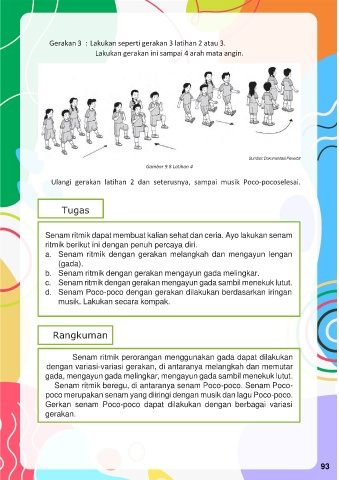 Gerakan 3 : Lakukan seperti gerakan 3 latihan 2 atau 3.
Lakukan gerakan ini sampai 4 arah mata angin.
Sumber: Dokumentasi Penulis
Gambar 9.8 Latihan 4
Ulangi gerakan latihan 2 dan seterusnya, sampai musik Poco-pocoselesai.
Tugas
Senam ritmik dapat membuat kalian sehat dan ceria. Ayo lakukan senam
ritmik berikut ini dengan penuh percaya diri.
a. Senam ritmik dengan gerakan melangkah dan mengayun lengan
(gada).
b. Senam ritmik dengan gerakan mengayun gada melingkar.
c. Senam ritmik dengan gerakan mengayun gada sambil menekuk lutut.
d. Senam Poco-poco dengan gerakan dilakukan berdasarkan iringan
musik. Lakukan secara kompak.
Rangkuman
Senam ritmik perorangan menggunakan gada dapat dilakukan
dengan variasi-variasi gerakan, di antaranya melangkah dan memutar
gada, mengayun gada melingkar, mengayun gada sambil menekuk lutut.
Senam ritmik beregu, di antaranya senam Poco-poco. Senam Poco-
poco merupakan senam yang diiringi dengan musik dan lagu Poco-poco.
Gerkan senam Poco-poco dapat dilakukan dengan berbagai variasi
gerakan.
93